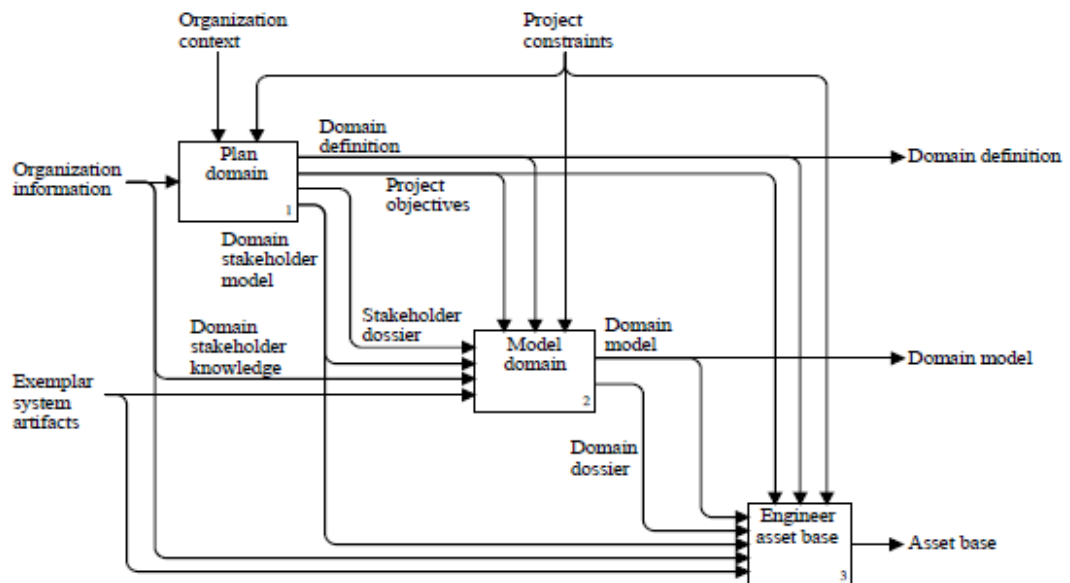 Organization
context
Project
constraints
Domain
definition
Plan
domain
1
Organization
information
Domain definition
Project
objectives
Domain
stakeholder
model
Stakeholder
dossier
Domain
stakeholder
knowledge
Model
domain
2
Domain
model
Domain model
Exemplar
system
artifacts
Domain
dossier
Engineer
asset base
3
Asset base